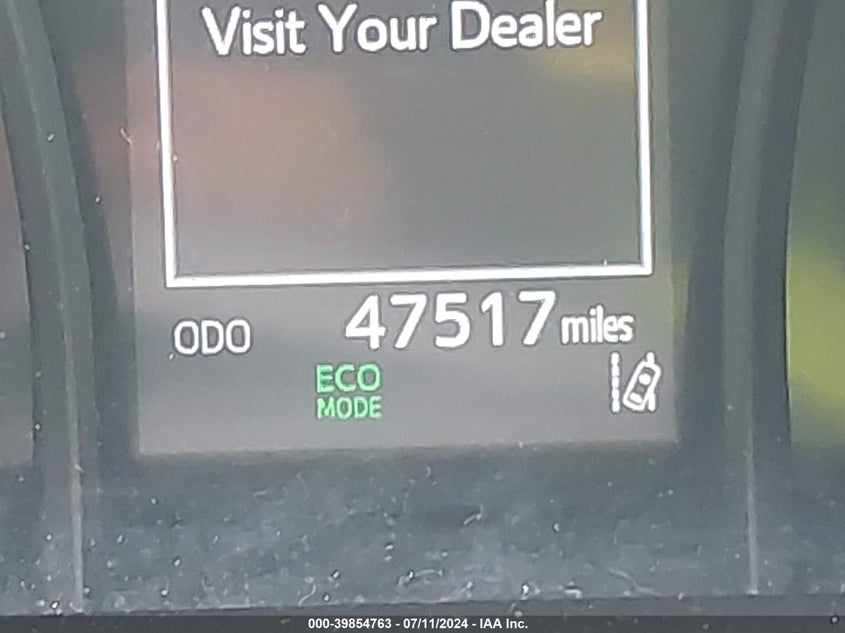 Visit Your Dealer
ODO 47517 miles
ECO
MODE
000-39854763 - 07/11/2024 - IAA Inc.